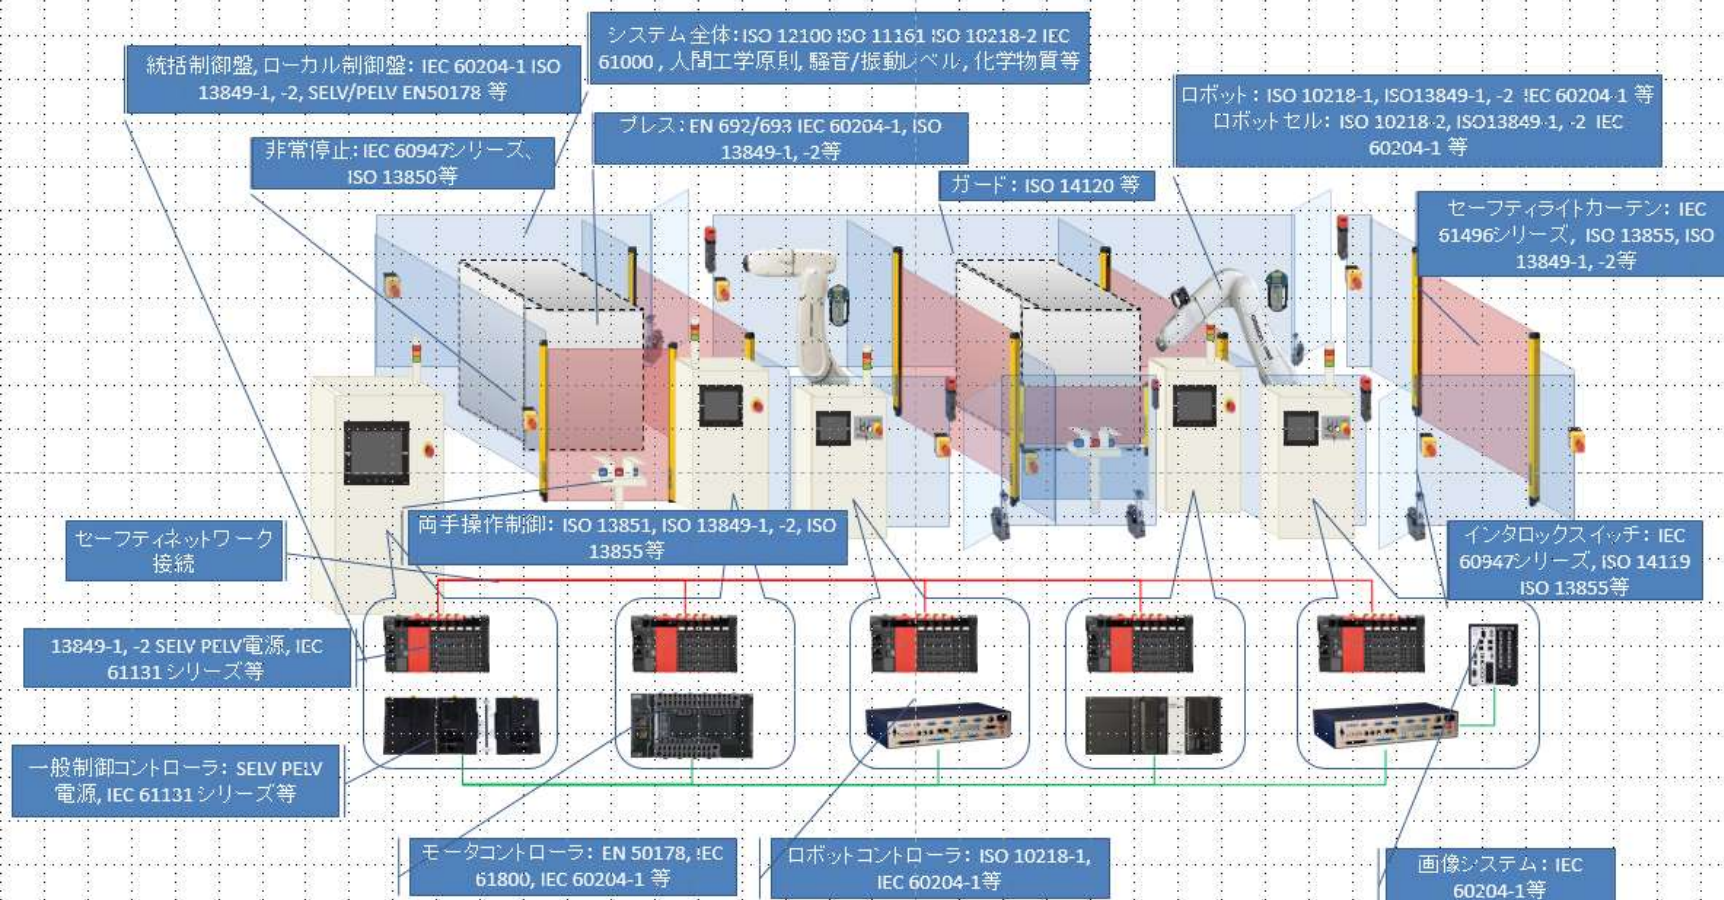 システム全体：ISO 12100 ISO 11161 ISO 10218-2 IEC
61000 , 人間工学原則, 騒音/振動レベル, 化学物質等
統括制御盤, ローカル制御盤：IEC 60204-1 ISO
13849-1, -2, SELV/PELV EN50178 等
ロボット：ISO 10218-1, ISO13849-1, -2 IEC 60204-1 等
ロボットセル：ISO 10218-2, ISO13849-1, -2 IEC
60204-1 等
プレス：EN 692/693 IEC 60204-1, ISO
13849-1, -2等
非常停止：IEC 60947シリーズ、
ISO 13850等
ガード：ISO 14120 等
セーフティライトカーテン：IEC
61496シリーズ, ISO 13855, ISO
13849-1, -2等
両手操作制御：ISO 13851, ISO 13849-1, -2, ISO
13855等
セーフティネットワーク
接続
インタロックスイッチ：IEC
60947シリーズ, ISO 14119
ISO 13855等
13849-1, -2 SELV PELV電源, IEC
61131 シリーズ等
一般制御コントローラ：SELV PELV
電源, IEC 61131 シリーズ等
モータコントローラ：EN 50178, IEC
61800, IEC 60204-1 等
ロボットコントローラ：ISO 10218-1,
IEC 60204-1等
画像システム：IEC
60204-1等